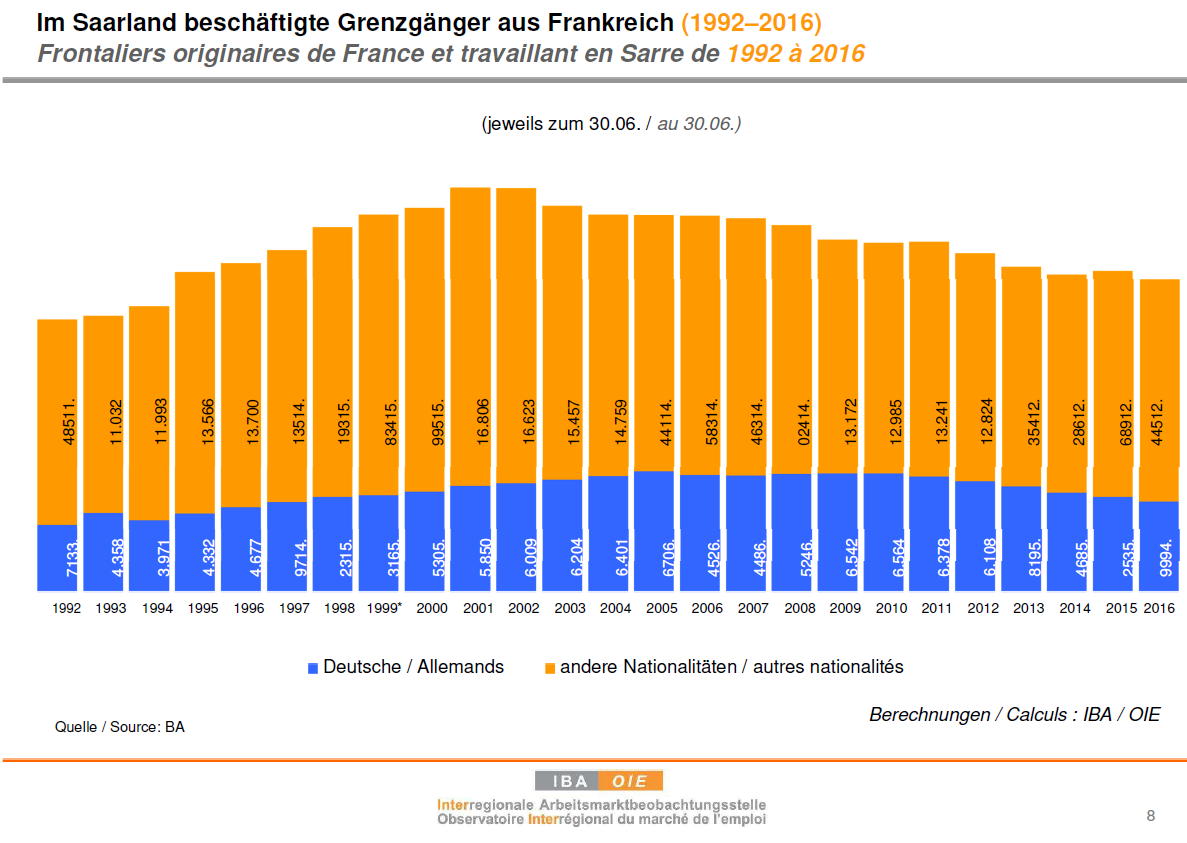 Im Saarland beschäftigte Grenzgänger aus Frankreich (1992–2016)
Frontaliers originaires de France et travaillant en Sarre de 1992 à 2016
(jeweils zum 30.06. / au 30.06.)
48511. 11.032 11.993 13.566 13.700 13514. 19315. 83415. 99515. 16.806 16.623 15.457 14.759 44114. 58314. 46314. 02414. 13.172 12.985 13.241 12.824 35412. 28612. 68912. 44512.
7133. 4.358 3.971 4.332 4.677 9714. 2315. 3165. 5305. 5.850 6.009 6.204 6.401 6706. 4526. 4486. 5246. 6.542 6.564 6.378 6.108 8195. 4685. 2535. 9994.
1992 1993 1994 1995 1996 1997 1998 1999* 2000 2001 2002 2003 2004 2005 2006 2007 2008 2009 2010 2011 2012 2013 2014 2015 2016
Deutsche / Allemands andere Nationalitäten / autres nationalités
Berechnungen / Calculs : IBA / OIE
Quelle / Source: BA
IBA OIE
Interregionale Arbeitsmarktbeobachtungsstelle
Observatoire Interrégional du marché de l'emploi
8